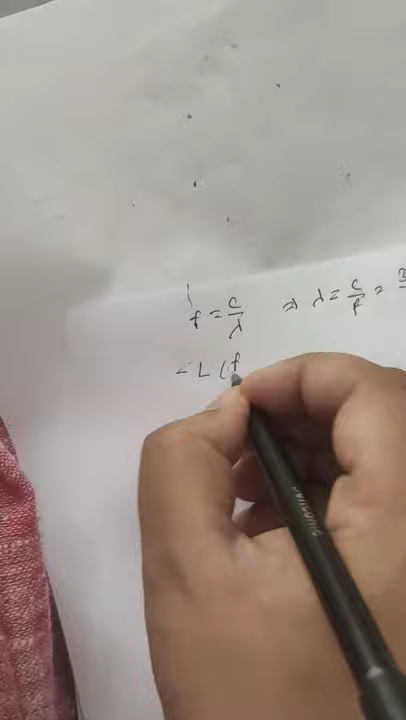 f = c/λ ⇒ λ = c/f = 3
= L (f